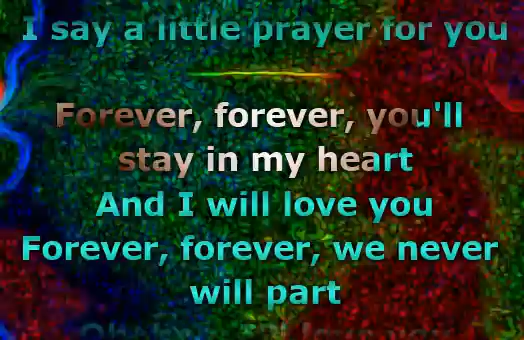 I say a little prayer for you
Forever, forever, you'll
stay in my heart
And I will love you
Forever, forever, we never
will part